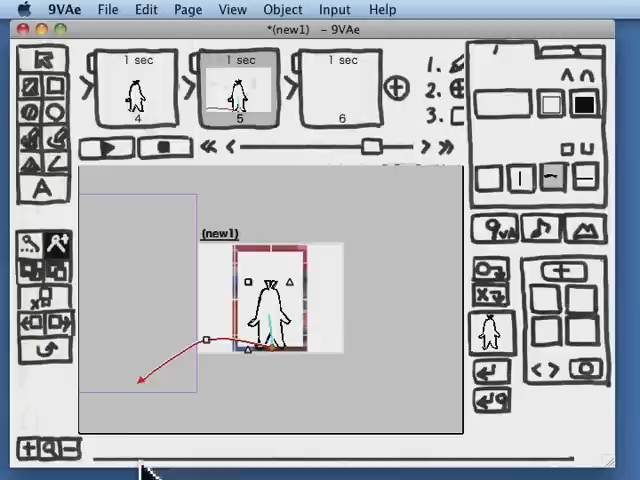 9VAe File Edit Page View Object Input Help
*(new1) - 9VAe
1 sec 1 sec 1 sec 1.
2.
4 5 6 3.
A
(new1)
9VA